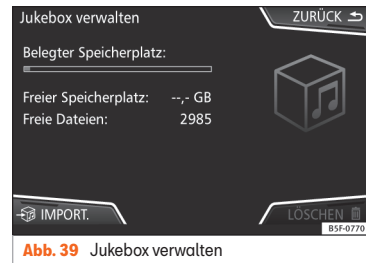 Jukebox verwalten
ZURÜCK
Belegter Speicherplatz:
Freier Speicherplatz: --,- GB
Freie Dateien: 2985
IMPORT.
LÖSCHEN
B5F-0770
Abb. 39 Jukebox verwalten